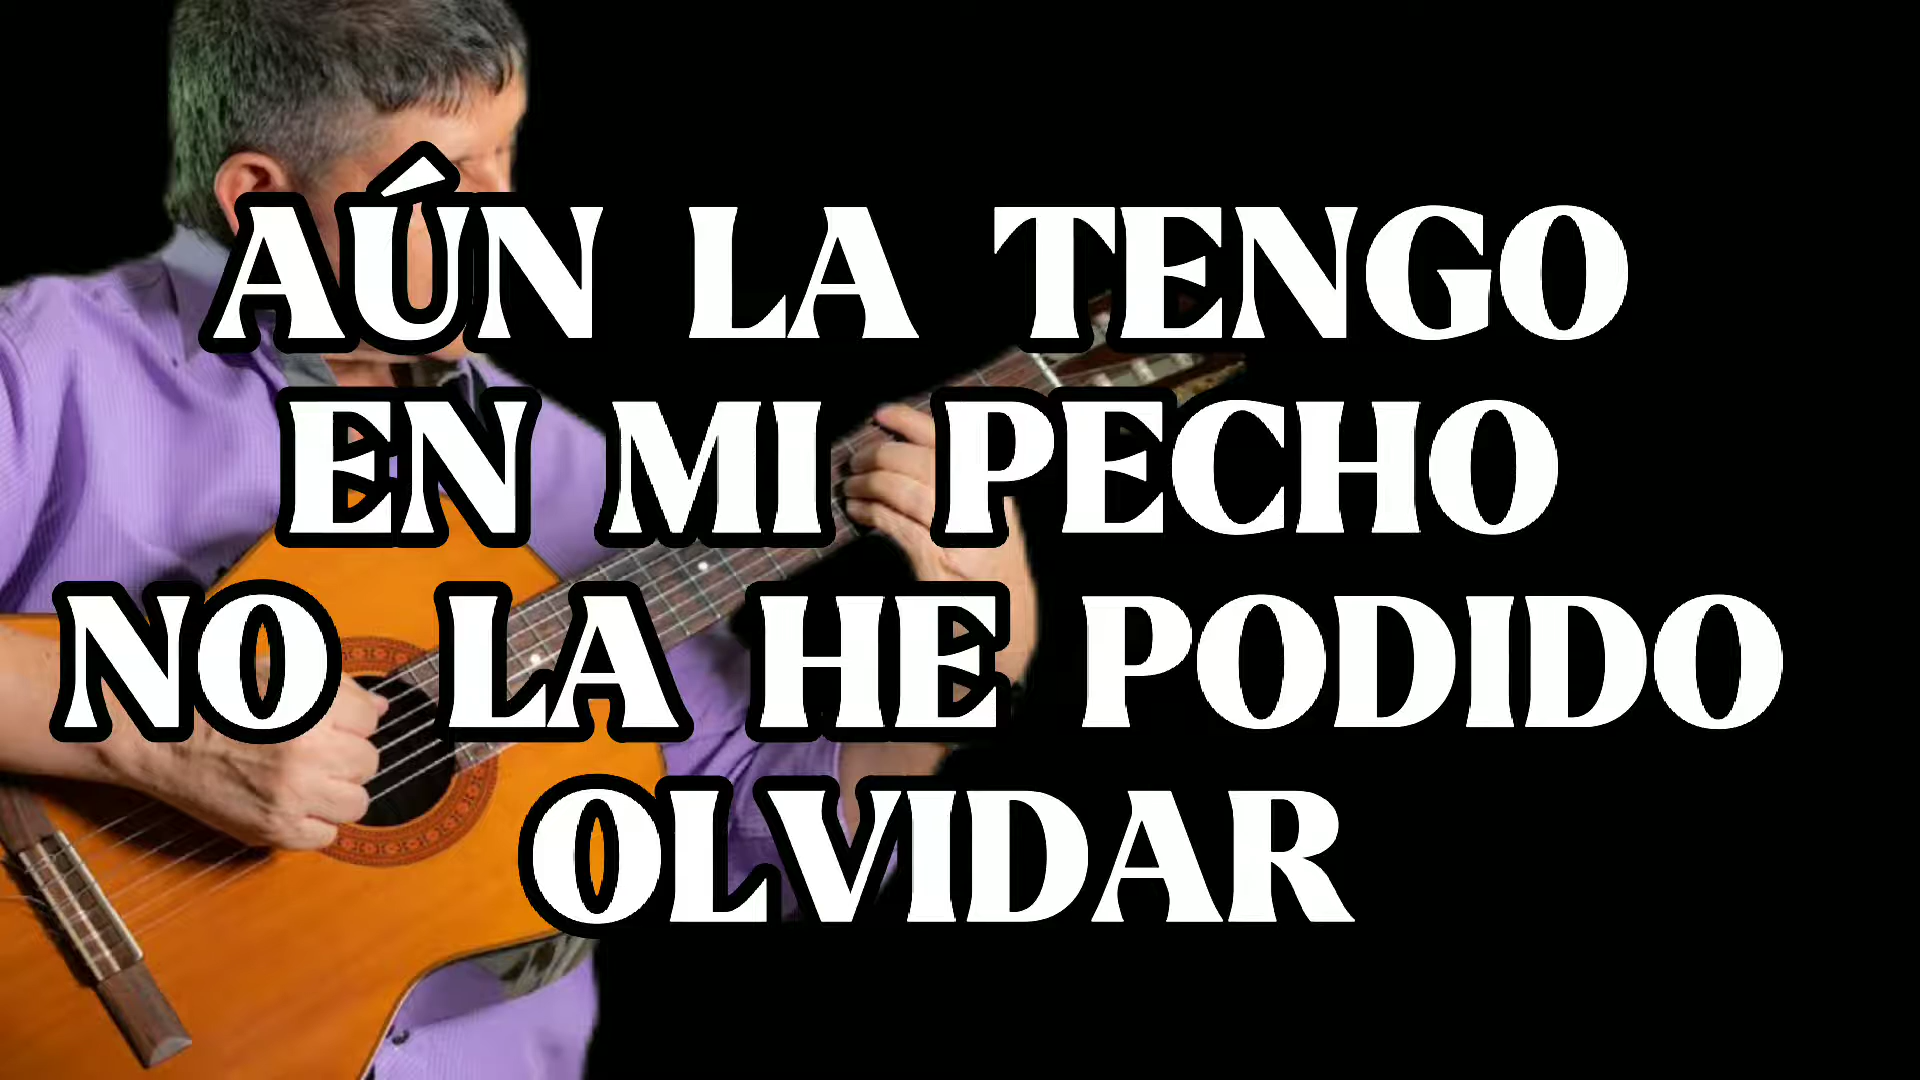 AÚN LA TENGO
EN MI PECHO
NO LA HE PODIDO
OLVIDAR